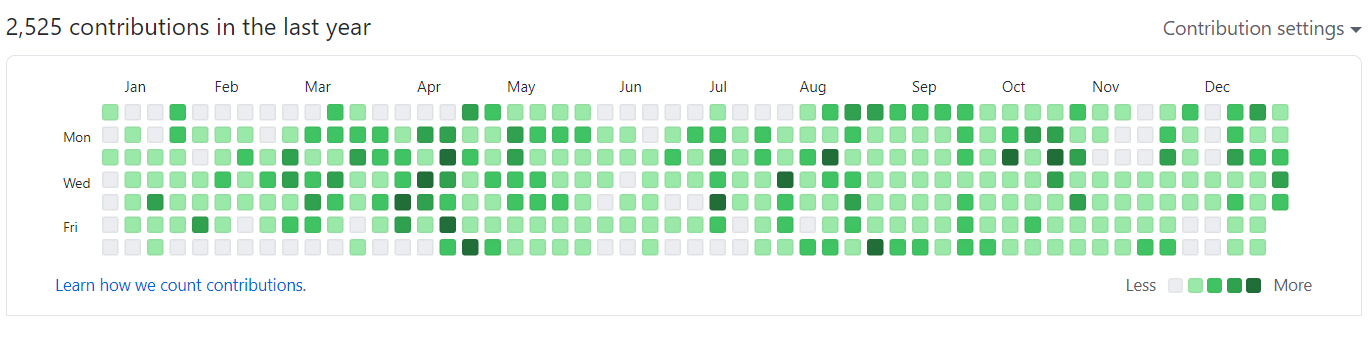 2,525 contributions in the last year
Contribution settings
Jan Feb Mar Apr May Jun Jul Aug Sep Oct Nov Dec
Mon
Wed
Fri
Learn how we count contributions.
Less More